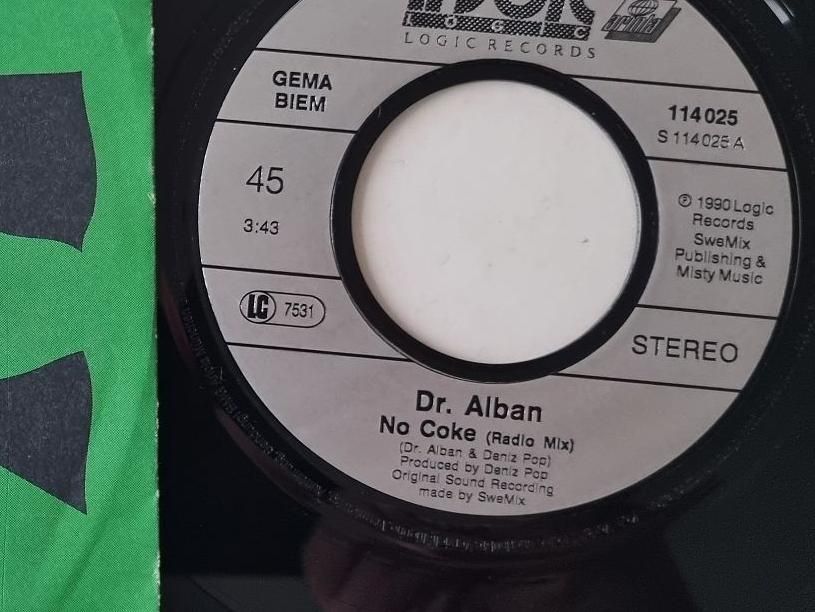 LOGIC
LOGIC RECORDS
ariola
GEMA
BIEM
114 025
S 114 025 A
45
3:43
℗ 1990 Logic
Records
SweMix
Publishing &
Misty Music
LC 7531
STEREO
Dr. Alban
No Coke (Radio Mix)
(Dr. Alban & Deniz Pop)
Produced by Deniz Pop
Original Sound Recording
made by SweMix